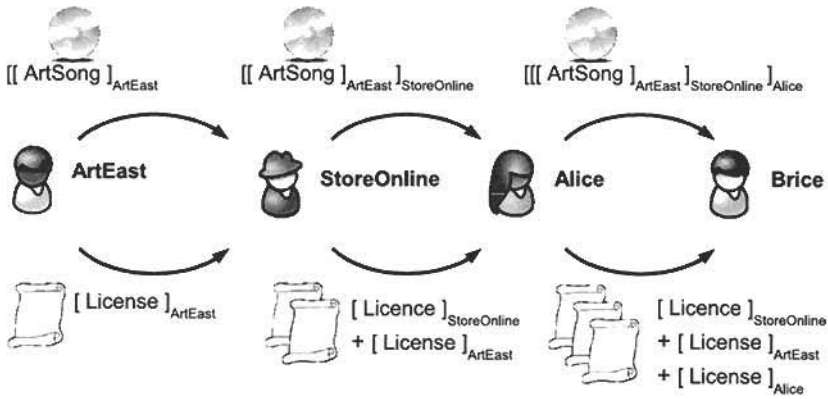 [[ ArtSong ]ArtEast [[ ArtSong ]ArtEast ]StoreOnline [[[ ArtSong ]ArtEast ]StoreOnline ]Alice
ArtEast StoreOnline Alice Brice
[ License ]ArtEast
[ Licence ]StoreOnline
+ [ License ]ArtEast
[ Licence ]StoreOnline
+ [ License ]ArtEast
+ [ License ]Alice